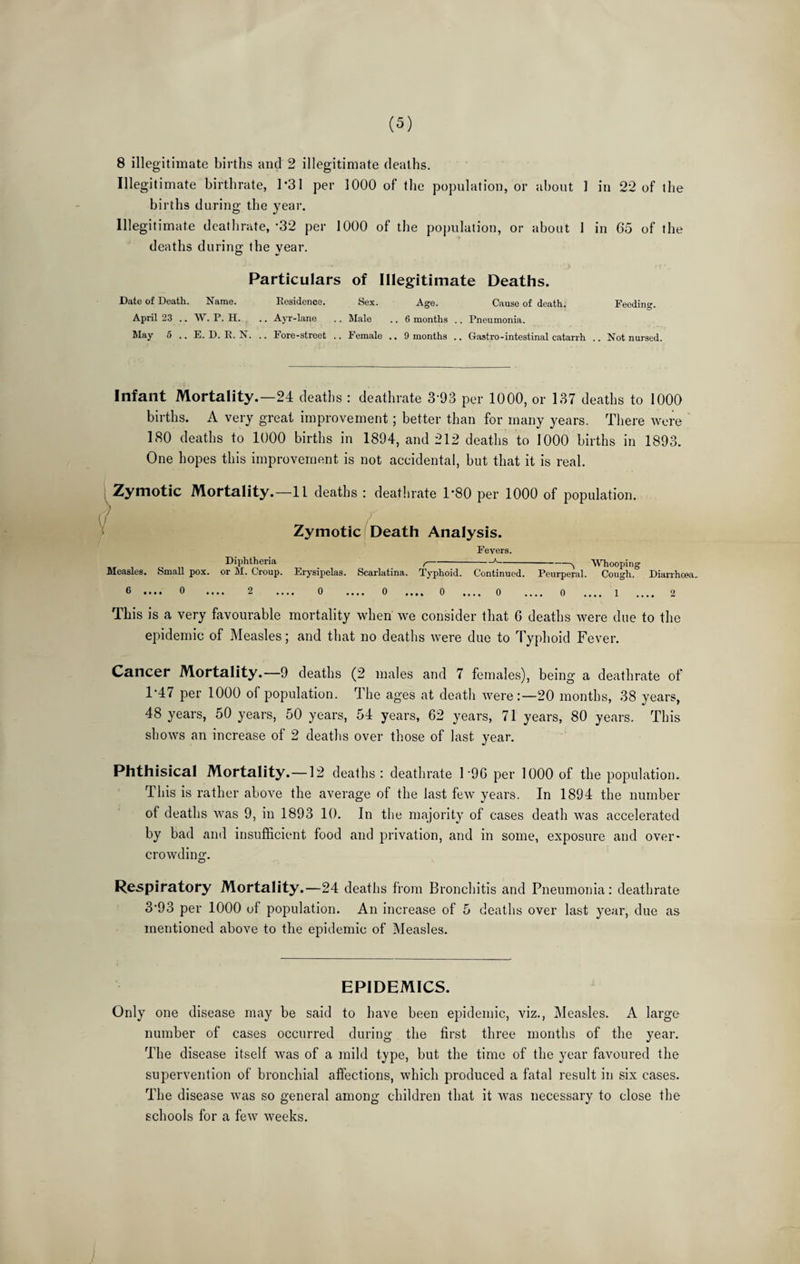 (5)
8 illegitimate births and 2 illegitimate deaths.
Illegitimate birthrate, 1·31 per 1000 of the population, or about 1 in 22 of the
births during the year.
Illegitimate deathrate, ·32 per 1000 of the population, or about 1 in 65 of the
deaths during the year.
Particulars of Illegitimate Deaths.
Date of Death. Name. Residence. Sex. Age. Cause of death. Feeding.
April 23 .. W. P. H. .. Ayr-lane .. Male .. 6 months .. Pneumonia.
May 5 .. E. D. R. N. .. Fore-street .. Female .. 9 months .. Gastro-intestinal catarrh .. Not nursed.
Infant Mortality.—24 deaths : deathrate 3·93 per 1000, or 137 deaths to 1000
births. A very great improvement ; better than for many years. There were
180 deaths to 1000 births in 1894, and 212 deaths to 1000 births in 1893.
One hopes this improvement is not accidental, but that it is real.
Zymotic Mortality.—11 deaths : deathrate 1·80 per 1000 of population.
Zymotic Death Analysis.
Fevers.
Diphtheria Whooping
Measles. Small pox. or M. Croup. Erysipelas. Scarlatina. Typhoid. Continued. Peurperal. Cough. Diarrhœa.
6 .... 0 .... 2 .... 0 .... 0 .... 0 .... 0 .... 0 .... 1 .... 2
This is a very favourable mortality when we consider that 6 deaths were due to the
epidemic of Measles ; and that no deaths were due to Typhoid Fever.
Cancer Mortality.—9 deaths (2 males and 7 females), being a deathrate of
1·47 per 1000 of population. The ages at death were :—20 months, 38 years,
48 years, 50 years, 50 years, 54 years, 62 years, 71 years, 80 years. This
shows an increase of 2 deaths over those of last year.
Phthisical Mortality.—12 deaths : deathrate 1·96 per 1000 of the population.
This is rather above the average of the last few years. In 1894 the number
of deaths was 9, in 1893 10. In the majority of cases death was accelerated
by bad and insufficient food and privation, and in some, exposure and over-
crowding.
Respiratory Mortality.—24 deaths from Bronchitis and Pneumonia : deathrate
3·93 per 1000 of population. An increase of 5 deaths over last year, due as
mentioned above to the epidemic of Measles.
EPIDEMICS.
Only one disease may be said to have been epidemic, viz., Measles. A large
number of cases occurred during the first three months of the year.
The disease itself was of a mild type, but the time of the year favoured the
supervention of bronchial affections, which produced a fatal result in six cases.
The disease was so general among children that it was necessary to close the
schools for a few weeks.